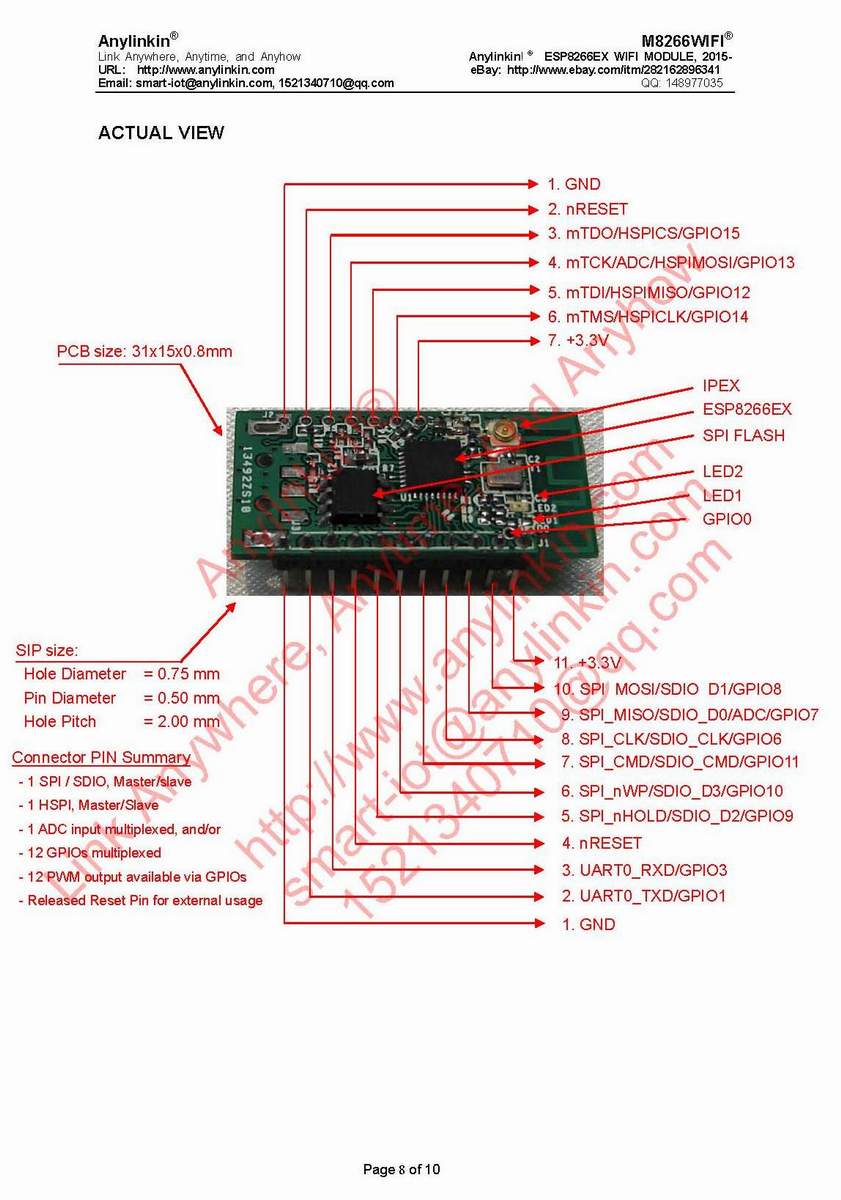 Anylinkin®
M8266WIFI®
Link Anywhere, Anytime, and Anyhow
Anylinkin! ® ESP8266EX WIFI MODULE, 2015-
URL: http://www.anylinkin.com
eBay: http://www.ebay.com/itm/282162896341
Email: smart-iot@anylinkin.com, 1521340710@qq.com
QQ: 148977035
ACTUAL VIEW
1. GND
2. nRESET
3. mTDO/HSPICS/GPIO15
4. mTCK/ADC/HSPIMOSI/GPIO13
5. mTDI/HSPIMISO/GPIO12
6. mTMS/HSPICLK/GPIO14
7. +3.3V
PCB size: 31x15x0.8mm
IPEX
ESP8266EX
SPI FLASH
LED2
LED1
GPIO0
J2
13492ZS18
R7
U1
C2
Y1
LED2
J1
SIP size:
Hole Diameter = 0.75 mm
Pin Diameter = 0.50 mm
Hole Pitch = 2.00 mm
11. +3.3V
10. SPI_MOSI/SDIO_D1/GPIO8
9. SPI_MISO/SDIO_D0/ADC/GPIO7
8. SPI_CLK/SDIO_CLK/GPIO6
7. SPI_CMD/SDIO_CMD/GPIO11
6. SPI_nWP/SDIO_D3/GPIO10
5. SPI_nHOLD/SDIO_D2/GPIO9
4. nRESET
3. UART0_RXD/GPIO3
2. UART0_TXD/GPIO1
1. GND
Connector PIN Summary
- 1 SPI / SDIO, Master/slave
- 1 HSPI, Master/Slave
- 1 ADC input multiplexed, and/or
- 12 GPIOs multiplexed
- 12 PWM output available via GPIOs
- Released Reset Pin for external usage
Anylinkin®
Link Anywhere, Anytime, and Anyhow
http://www.anylinkin.com
smart-iot@anylinkin.com
1521340710@qq.com
Page 8 of 10